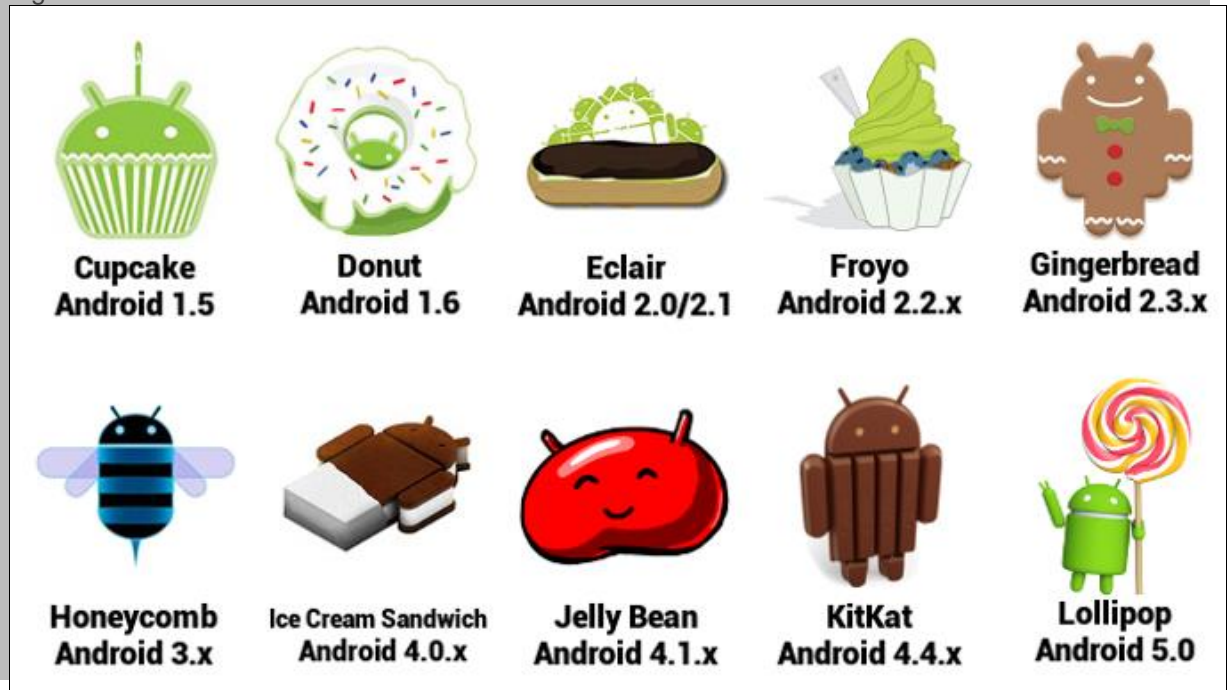 Cupcake
Android 1.5
Donut
Android 1.6
Eclair
Android 2.0/2.1
Froyo
Android 2.2.x
Gingerbread
Android 2.3.x
Honeycomb
Android 3.x
Ice Cream Sandwich
Android 4.0.x
Jelly Bean
Android 4.1.x
KitKat
Android 4.4.x
Lollipop
Android 5.0